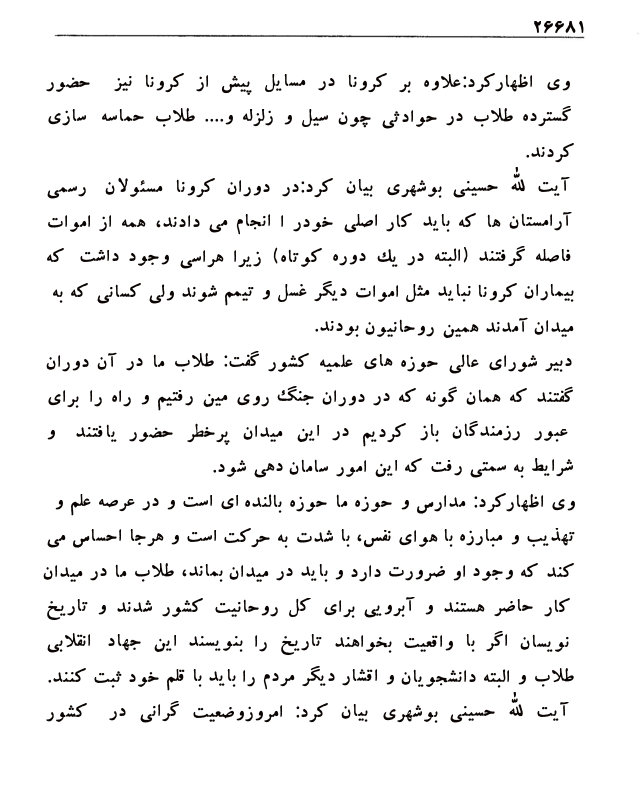 ۲۶۶۸۱
وی اظهارکرد:علاوه بر کرونا در مسایل پیش از کرونا نیز حضور
گسترده طلاب در حوادثی چون سیل و زلزله و.... طلاب حماسه سازی
کردند.
آیت لله حسینی بوشهری بیان کرد:در دوران کرونا مسئولان رسمی
آرامستان ها که باید کار اصلی خودر ا انجام می دادند، همه از اموات
فاصله گرفتند (البته در یك دوره کوتاه) زیرا هراسی وجود داشت که
بیماران کرونا نباید مثل اموات دیگر غسل و تیمم شوند ولی کسانی که به
میدان آمدند همین روحانیون بودند.
دبیر شورای عالی حوزه های علمیه کشور گفت: طلاب ما در آن دوران
گفتند که همان گونه که در دوران جنگ روی مین رفتیم و راه را برای
عبور رزمندگان باز کردیم در این میدان پرخطر حضور یافتند و
شرایط به سمتی رفت که این امور سامان دهی شود.
وی اظهارکرد: مدارس و حوزه ما حوزه بالنده ای است و در عرصه علم و
تهذیب و مبارزه با هوای نفس، با شدت به حرکت است و هرجا احساس می
کند که وجود او ضرورت دارد و باید در میدان بماند، طلاب ما در میدان
کار حاضر هستند و آبرویی برای کل روحانیت کشور شدند و تاریخ
نویسان اگر با واقعیت بخواهند تاریخ را بنویسند این جهاد انقلابی
طلاب و البته دانشجویان و اقشار دیگر مردم را باید با قلم خود ثبت کنند.
آیت لله حسینی بوشهری بیان کرد: امروزوضعیت گرانی در کشور